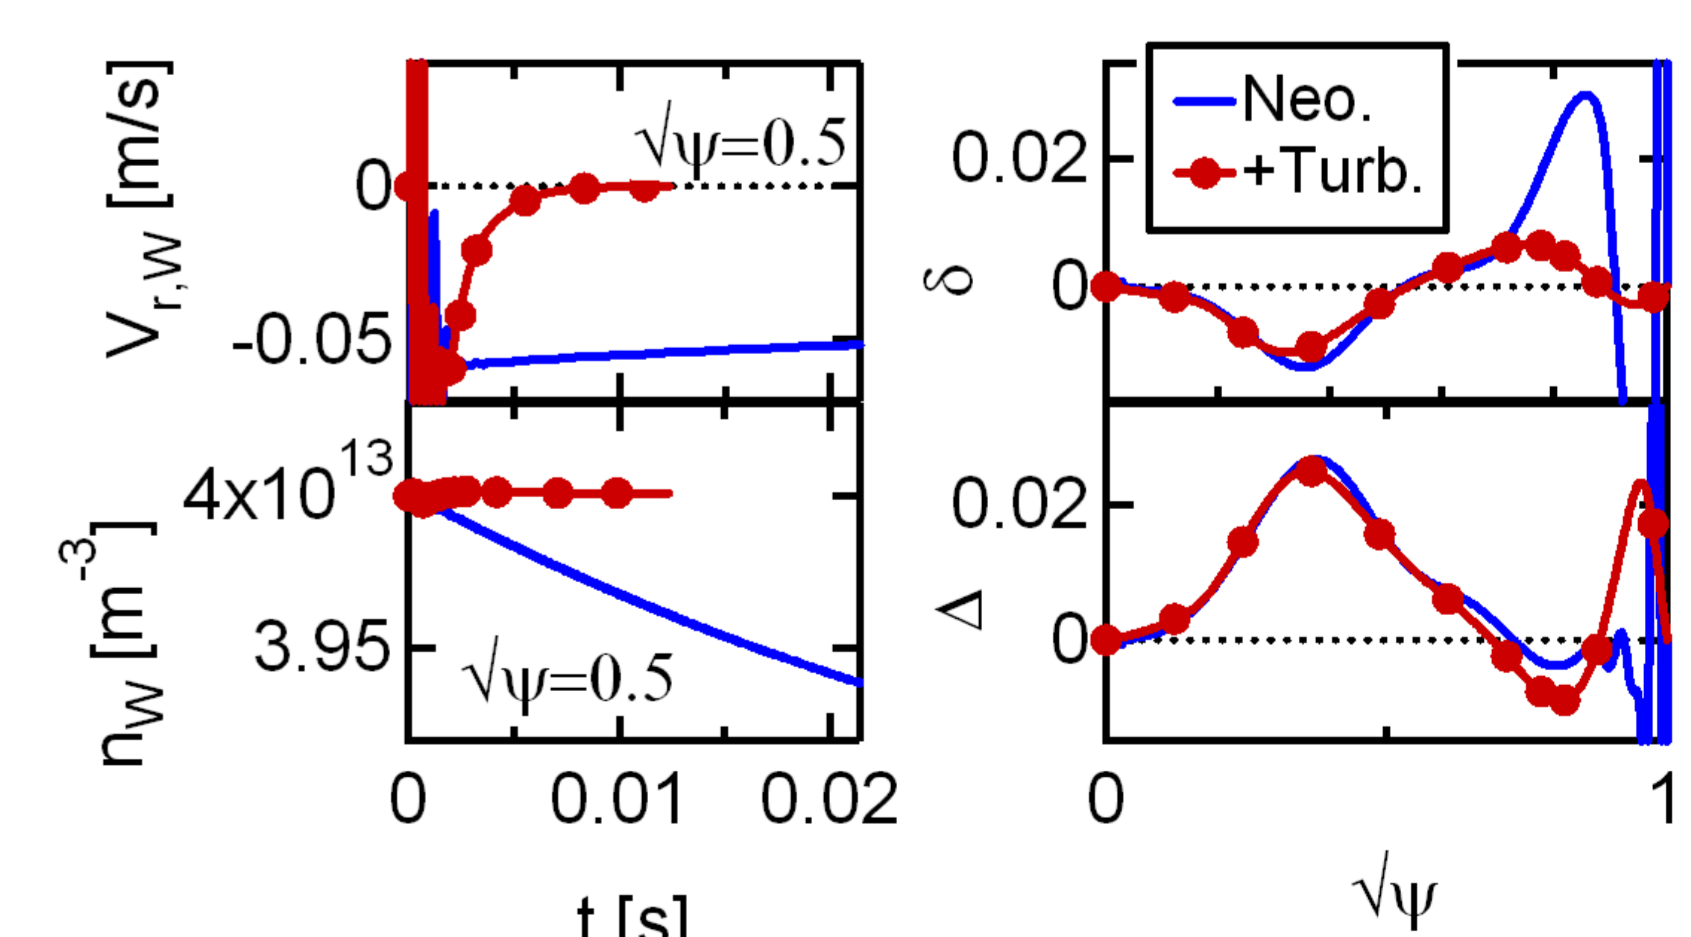 V_{r,W} [m/s]
0
-0.05
√ψ=0.5
n_W [m^{-3}]
4x10^{13}
3.95
√ψ=0.5
0 0.01 0.02
t [s]
Neo.
+Turb.
δ
0.02
0
Δ
0.02
0
0 1
√ψ